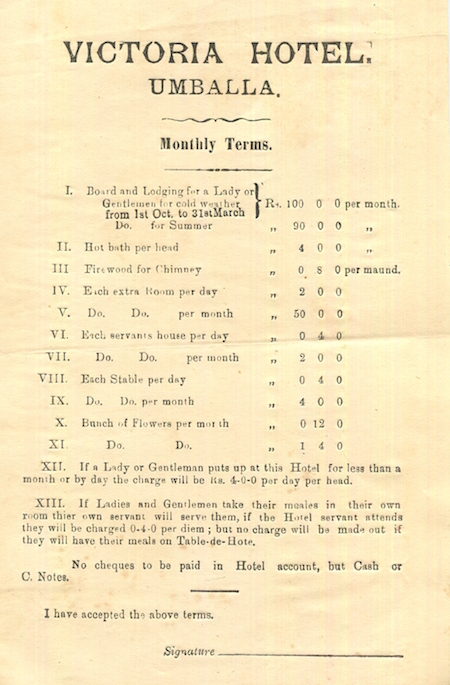 VICTORIA HOTEL.
UMBALLA.
Monthly Terms.
I. Board and Lodging for a Lady or
Gentlemen for cold weather
from 1st Oct. to 31st March } Rs. 100 0 0 per month.
Do. for Summer „ 90 0 0 „
II. Hot bath per head „ 4 0 0 „
III Firewood for Chimney „ 0 8 0 per maund.
IV. Each extra Room per day „ 2 0 0
V. Do. Do. per month „ 50 0 0
VI. Each servants house per day „ 0 4 0
VII. Do. Do. per month „ 2 0 0
VIII. Each Stable per day „ 0 4 0
IX. Do. Do. per month „ 4 0 0
X. Bunch of Flowers per month „ 0 12 0
XI. Do. Do. „ 1 4 0
XII. If a Lady or Gentleman puts up at this Hotel for less than a
month or by day the charge will be Rs. 4-0-0 per day per head.
XIII. If Ladies and Gentlemen take their meales in their own
room thier own servant will serve them, if the Hotel servant attends
they will be charged 0-4-0 per diem; but no charge will be made out if
they will have their meals on Table-de-Hote.
No cheques to be paid in Hotel account, but Cash or
C. Notes.
I have accepted the above terms.
Signature